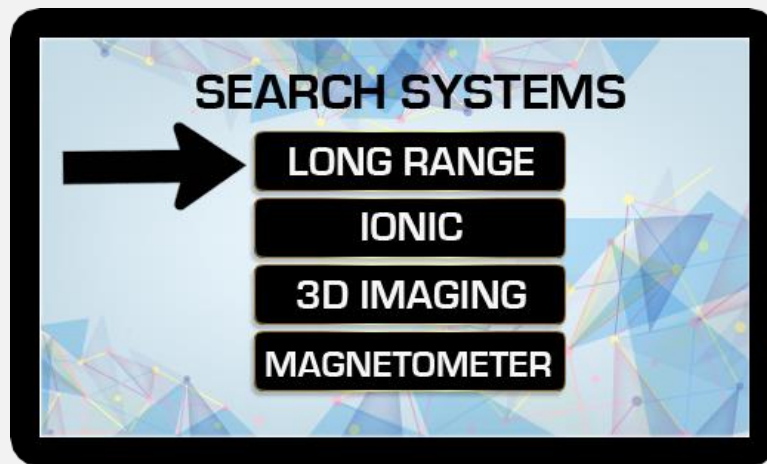 SEARCH SYSTEMS
LONG RANGE
IONIC
3D IMAGING
MAGNETOMETER